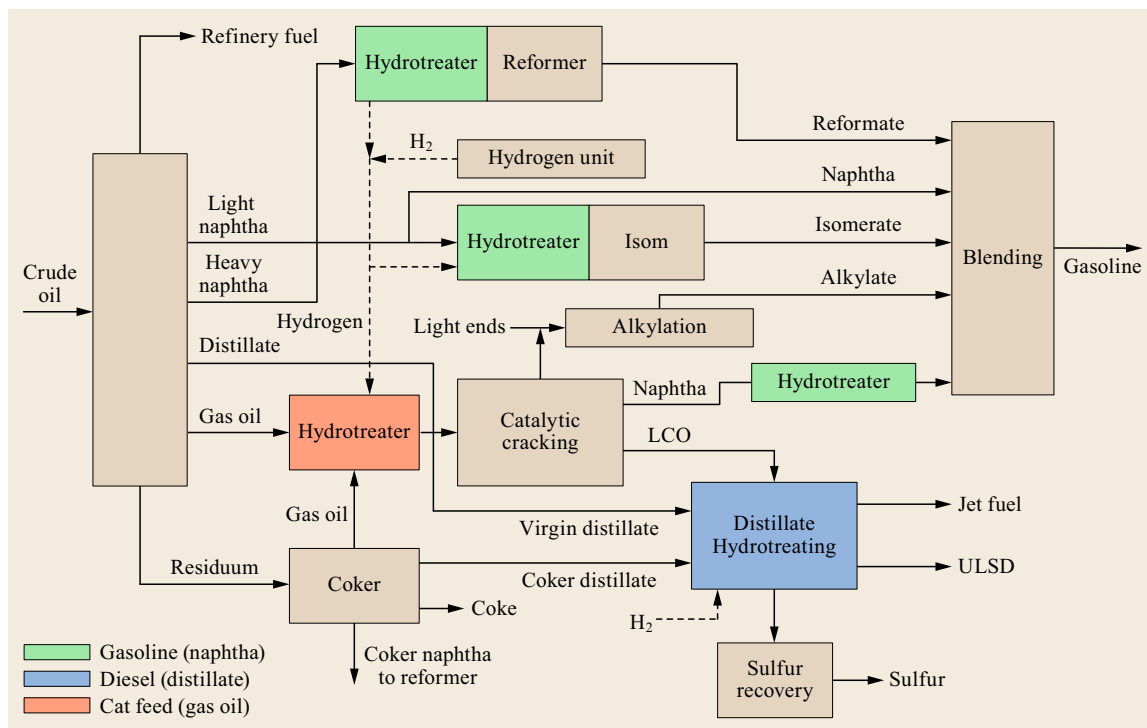 Refinery fuel
Hydrotreater
Reformer
Reformate
H2
Hydrogen unit
Naphtha
Light
naphtha
Hydrotreater
Isom
Isomerate
Heavy
naphtha
Crude
oil
Blending
Gasoline
Alkylate
Hydrogen
Light ends
Alkylation
Distillate
Naphtha
Hydrotreater
Gas oil
Hydrotreater
Catalytic
cracking
LCO
Gas oil
Virgin distillate
Distillate
Hydrotreating
Jet fuel
Residuum
Coker
Coker distillate
ULSD
Coke
H2
Coker naphtha
to reformer
Sulfur
recovery
Sulfur
Gasoline (naphtha)
Diesel (distillate)
Cat feed (gas oil)